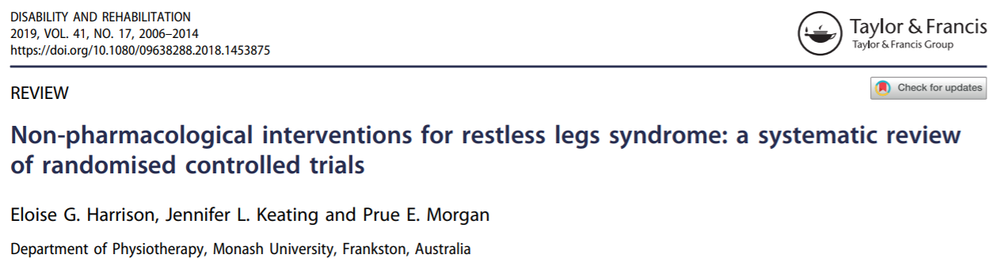 DISABILITY AND REHABILITATION
2019, VOL. 41, NO. 17, 2006–2014
https://doi.org/10.1080/09638288.2018.1453875
Taylor & Francis
Taylor & Francis Group
REVIEW
Check for updates
Non-pharmacological interventions for restless legs syndrome: a systematic review
of randomised controlled trials
Eloise G. Harrison, Jennifer L. Keating and Prue E. Morgan
Department of Physiotherapy, Monash University, Frankston, Australia